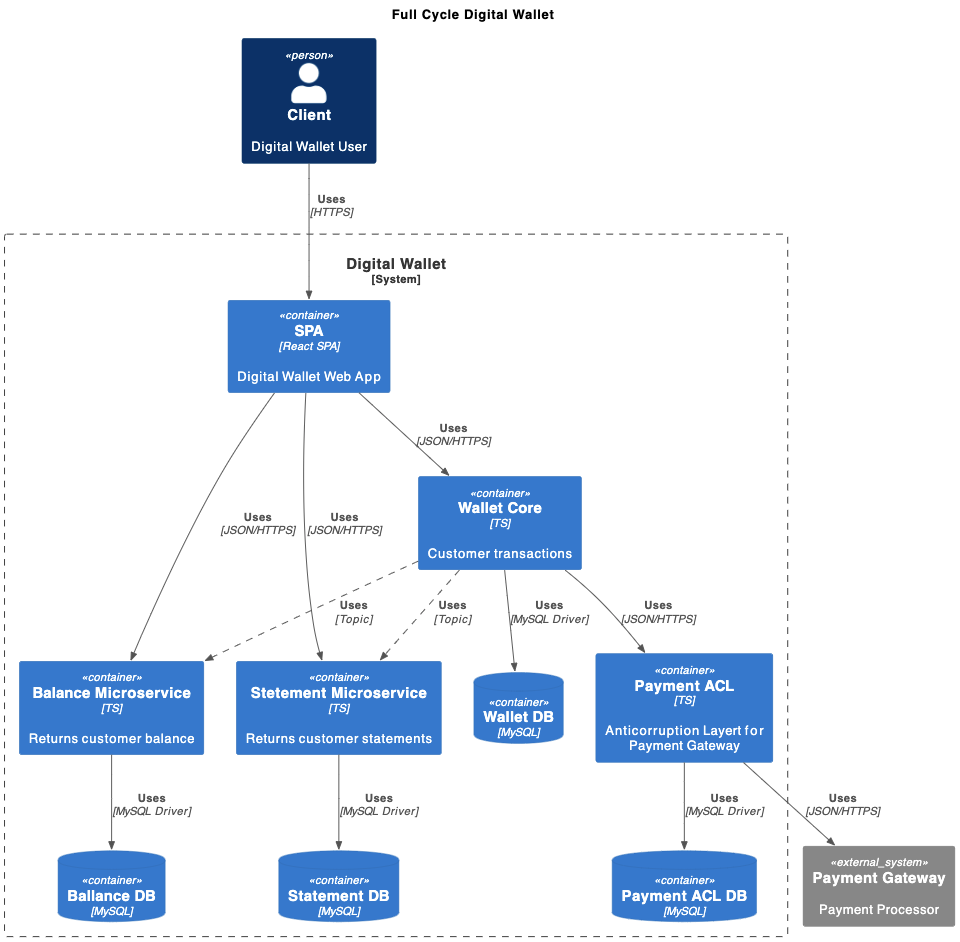 Full Cycle Digital Wallet
«person»
Client
Digital Wallet User
Uses
[HTTPS]
Digital Wallet
[System]
«container»
SPA
[React SPA]
Digital Wallet Web App
Uses
[JSON/HTTPS]
Uses
[JSON/HTTPS]
Uses
[JSON/HTTPS]
«container»
Wallet Core
[TS]
Customer transactions
Uses
[Topic]
Uses
[Topic]
Uses
[MySQL Driver]
Uses
[JSON/HTTPS]
«container»
Balance Microservice
[TS]
Returns customer balance
«container»
Stetement Microservice
[TS]
Returns customer statements
«container»
Wallet DB
[MySQL]
«container»
Payment ACL
[TS]
Anticorruption Layert for
Payment Gateway
Uses
[MySQL Driver]
Uses
[MySQL Driver]
Uses
[MySQL Driver]
Uses
[JSON/HTTPS]
«container»
Ballance DB
[MySQL]
«container»
Statement DB
[MySQL]
«container»
Payment ACL DB
[MySQL]
«external_system»
Payment Gateway
Payment Processor